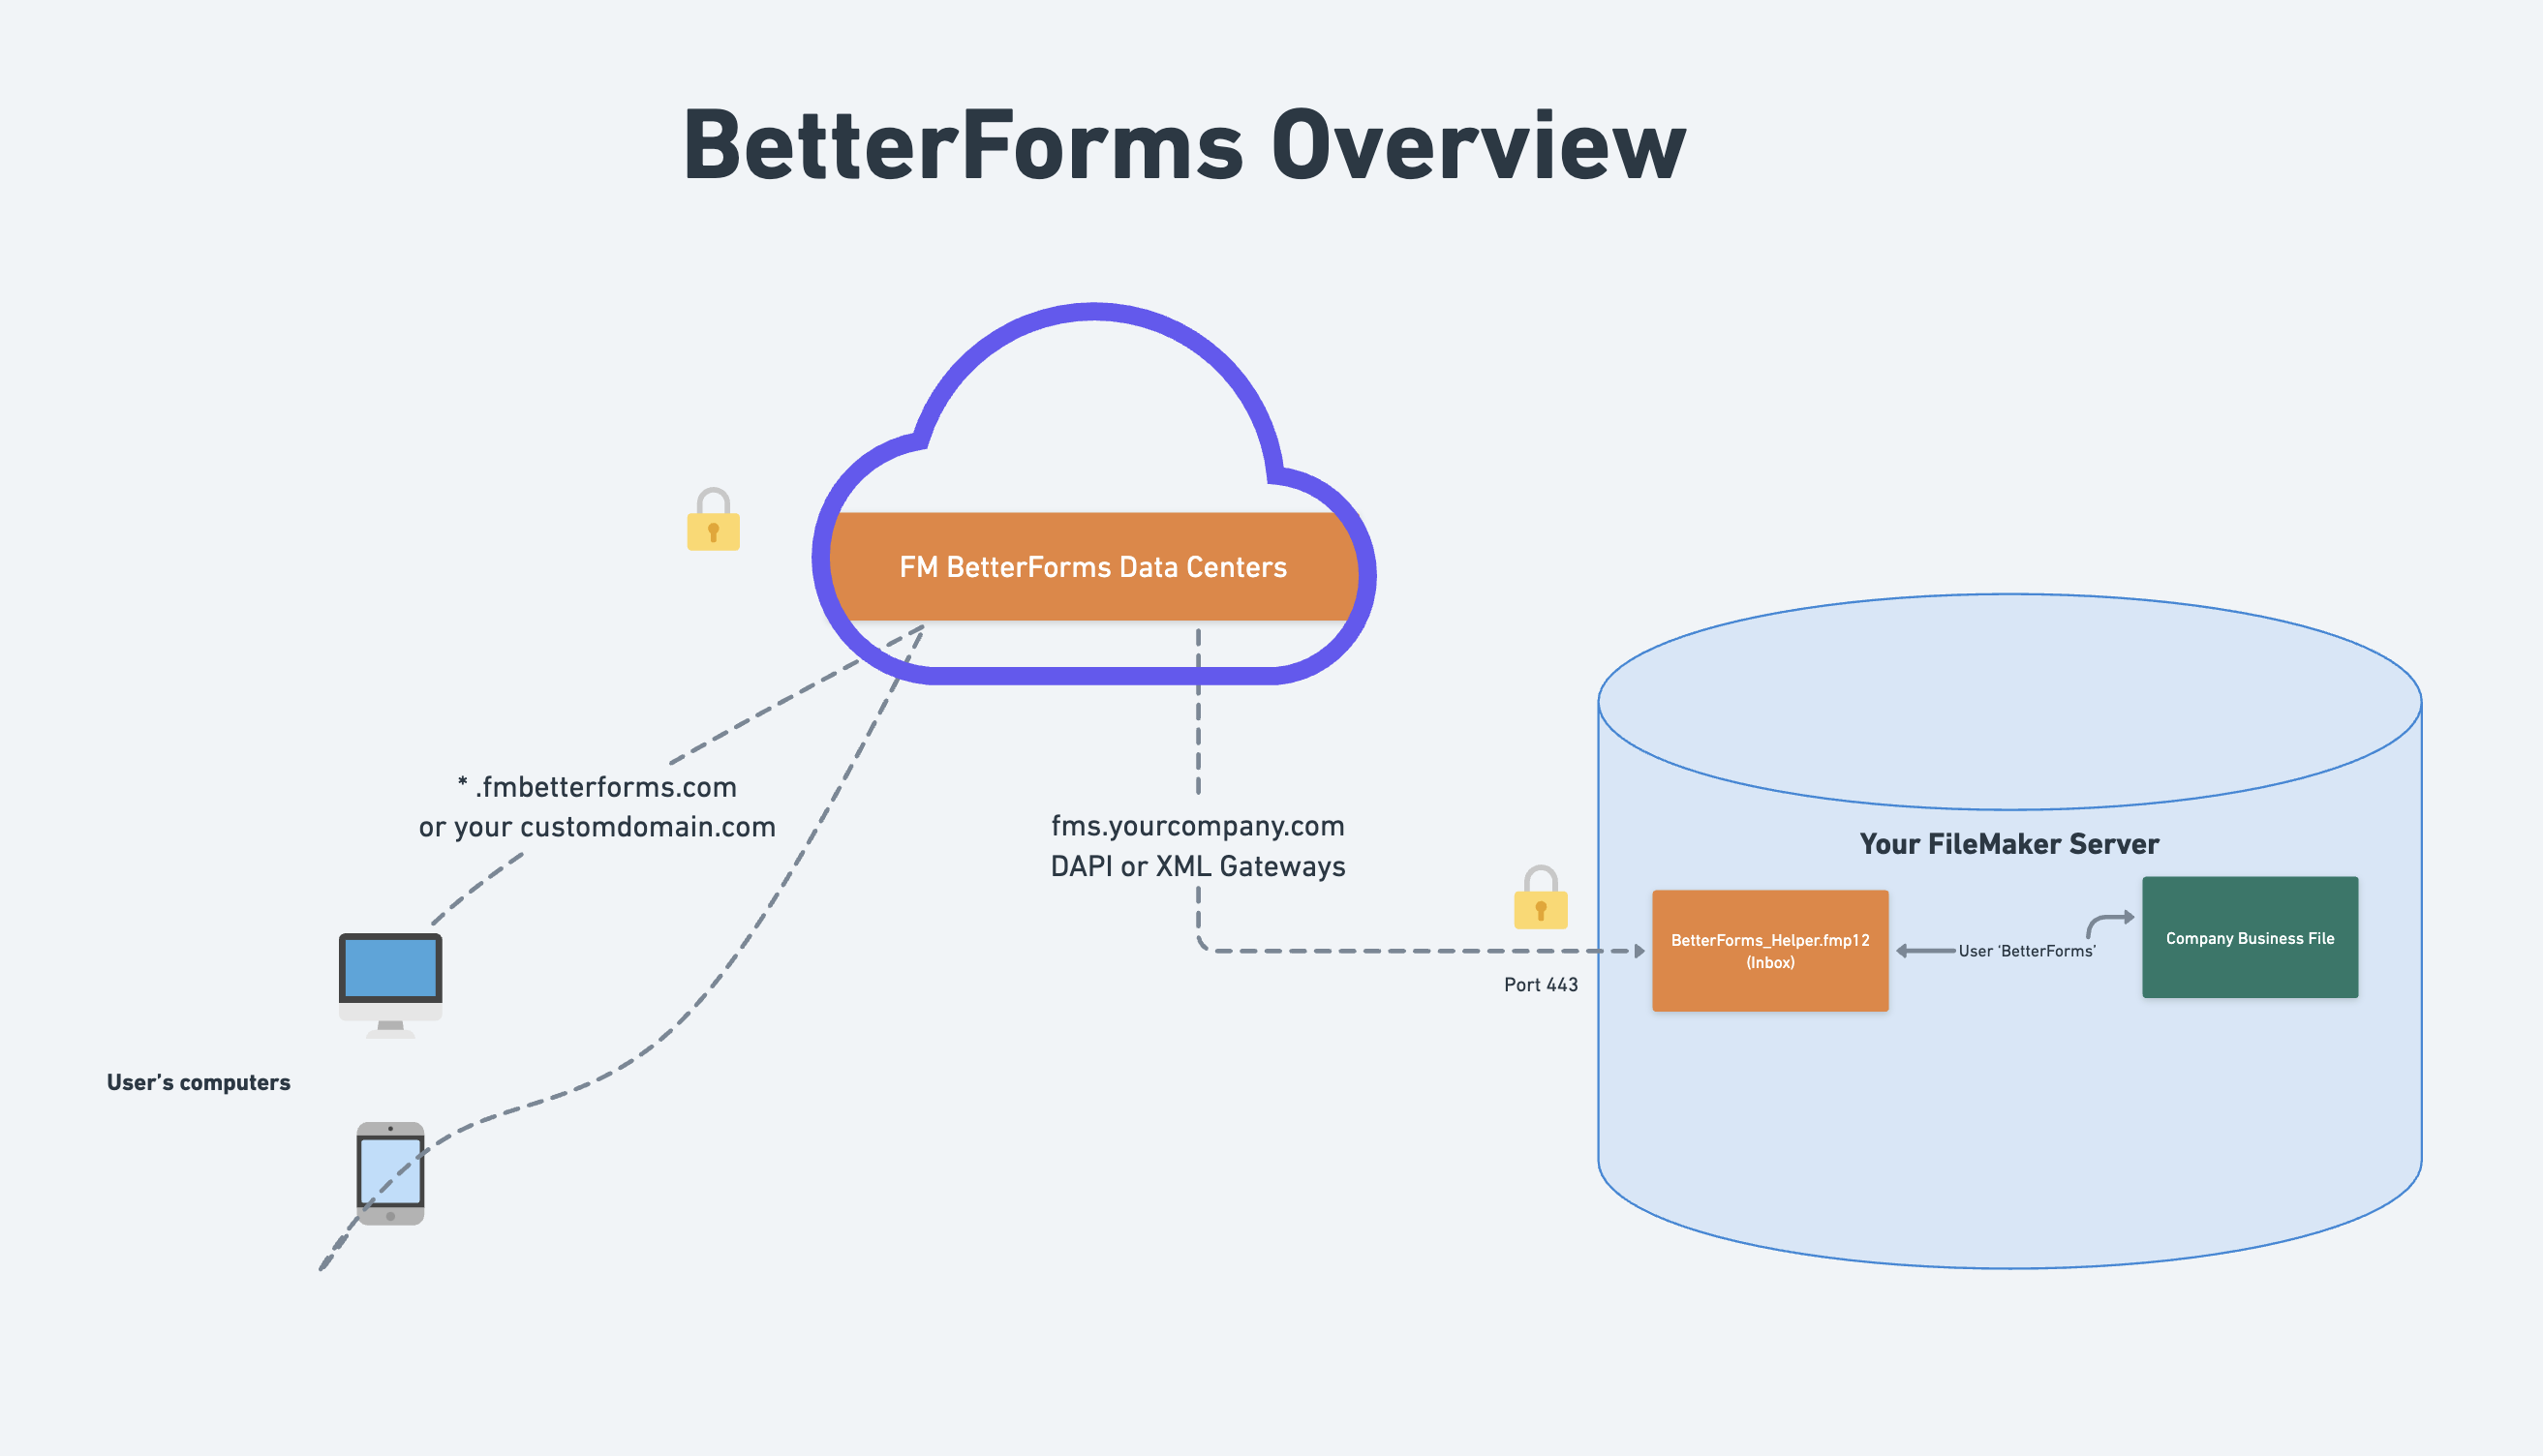 BetterForms Overview
FM BetterForms Data Centers
* .fmbetterforms.com
or your customdomain.com
fms.yourcompany.com
DAPI or XML Gateways
Your FileMaker Server
BetterForms_Helper.fmp12
(Inbox)
User ‘BetterForms’
Company Business File
Port 443
User’s computers